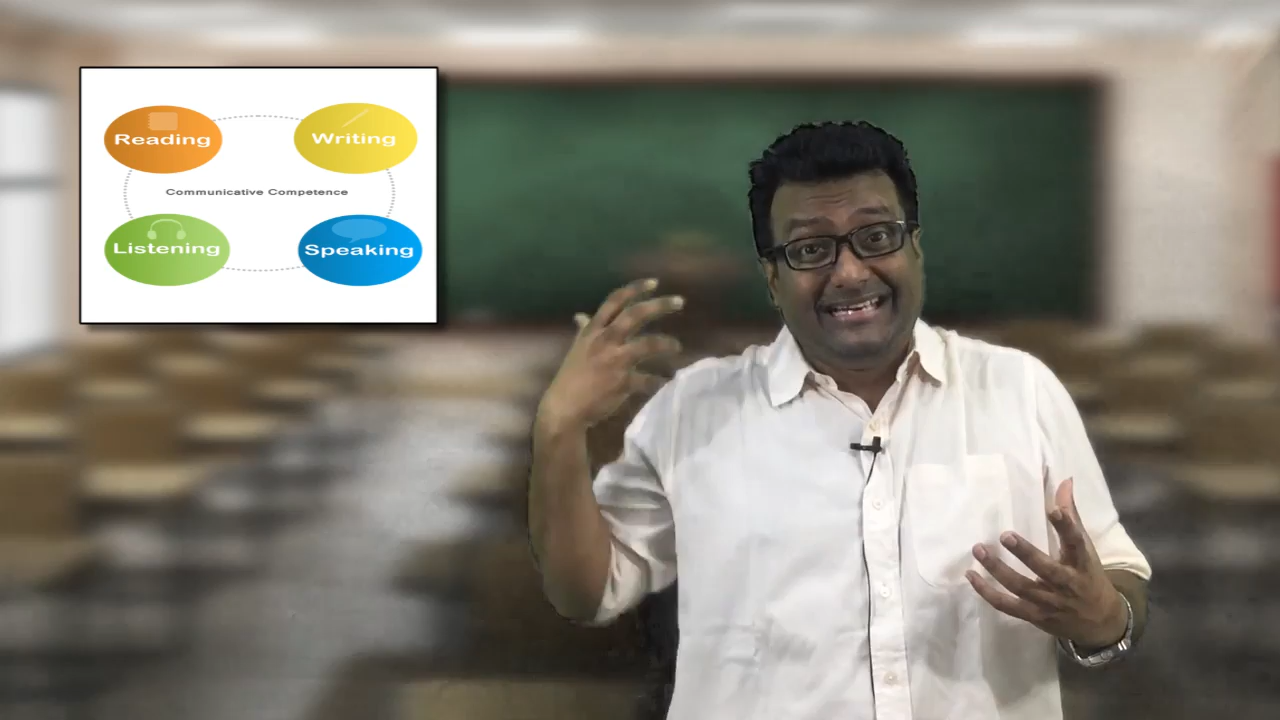 Reading
Writing
Communicative Competence
Listening
Speaking